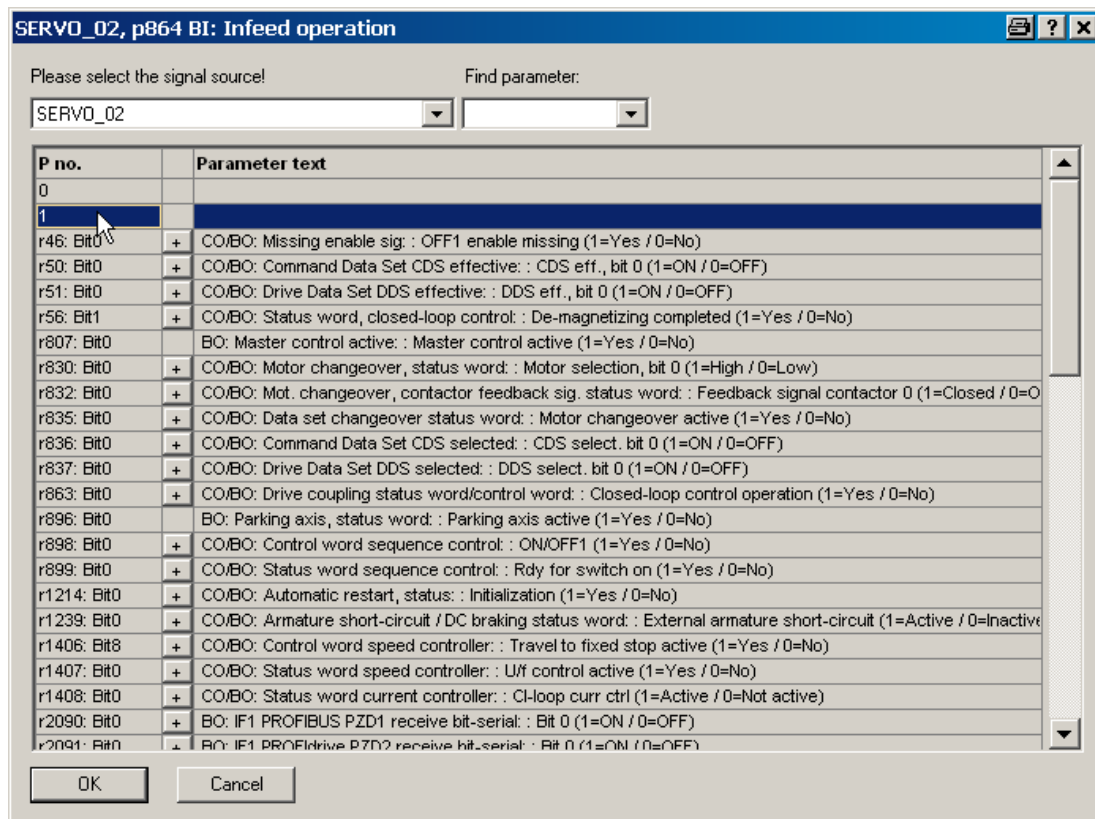 SERVO_02, p864 BI: Infeed operation
Please select the signal source! Find parameter:
SERVO_02
P no. Parameter text
0
1
r46: Bit0 + CO/BO: Missing enable sig: : OFF1 enable missing (1=Yes / 0=No)
r50: Bit0 + CO/BO: Command Data Set CDS effective: : CDS eff., bit 0 (1=ON / 0=OFF)
r51: Bit0 + CO/BO: Drive Data Set DDS effective: : DDS eff., bit 0 (1=ON / 0=OFF)
r56: Bit1 + CO/BO: Status word, closed-loop control: : De-magnetizing completed (1=Yes / 0=No)
r807: Bit0 BO: Master control active: : Master control active (1=Yes / 0=No)
r830: Bit0 + CO/BO: Motor changeover, status word: : Motor selection, bit 0 (1=High / 0=Low)
r832: Bit0 + CO/BO: Mot. changeover, contactor feedback sig. status word: : Feedback signal contactor 0 (1=Closed / 0=O
r835: Bit0 + CO/BO: Data set changeover status word: : Motor changeover active (1=Yes / 0=No)
r836: Bit0 + CO/BO: Command Data Set CDS selected: : CDS select. bit 0 (1=ON / 0=OFF)
r837: Bit0 + CO/BO: Drive Data Set DDS selected: : DDS select. bit 0 (1=ON / 0=OFF)
r863: Bit0 + CO/BO: Drive coupling status word/control word: : Closed-loop control operation (1=Yes / 0=No)
r896: Bit0 BO: Parking axis, status word: : Parking axis active (1=Yes / 0=No)
r898: Bit0 + CO/BO: Control word sequence control: : ON/OFF1 (1=Yes / 0=No)
r899: Bit0 + CO/BO: Status word sequence control: : Rdy for switch on (1=Yes / 0=No)
r1214: Bit0 + CO/BO: Automatic restart, status: : Initialization (1=Yes / 0=No)
r1239: Bit0 + CO/BO: Armature short-circuit / DC braking status word: : External armature short-circuit (1=Active / 0=Inactive
r1406: Bit8 + CO/BO: Control word speed controller: : Travel to fixed stop active (1=Yes / 0=No)
r1407: Bit0 + CO/BO: Status word speed controller: : U/f control active (1=Yes / 0=No)
r1408: Bit0 + CO/BO: Status word current controller: : Cl-loop curr ctrl (1=Active / 0=Not active)
r2090: Bit0 + BO: IF1 PROFIBUS PZD1 receive bit-serial: : Bit 0 (1=ON / 0=OFF)
r2091: Bit0 + BO: IF1 PROFIdrive PZD2 receive bit-serial: : Bit 0 (1=ON / 0=OFF)
OK Cancel